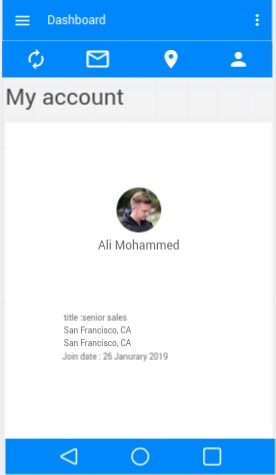 Dashboard
My account
Ali Mohammed
title :senior sales
San Francisco, CA
San Francisco, CA
Join date : 26 Janurary 2019